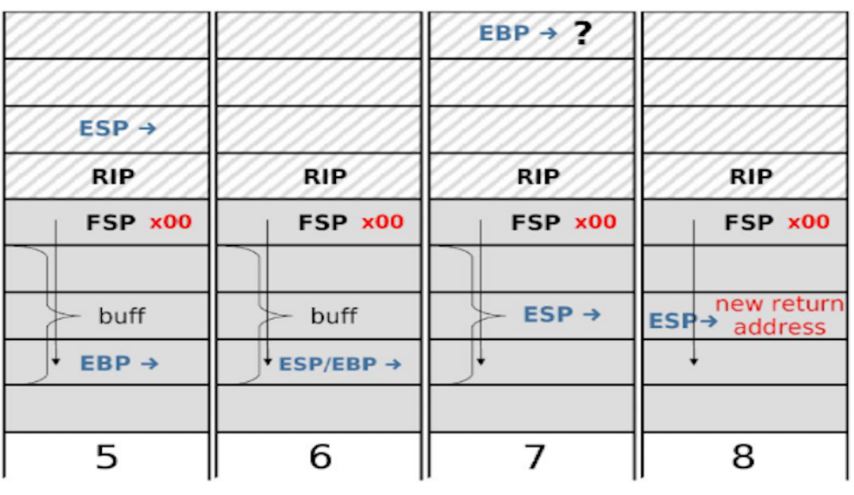 EBP → ?
ESP →
RIP RIP RIP RIP
FSP x00 FSP x00 FSP x00 FSP x00
buff buff ESP → ESP→ new return
address
EBP → ESP/EBP →
5 6 7 8